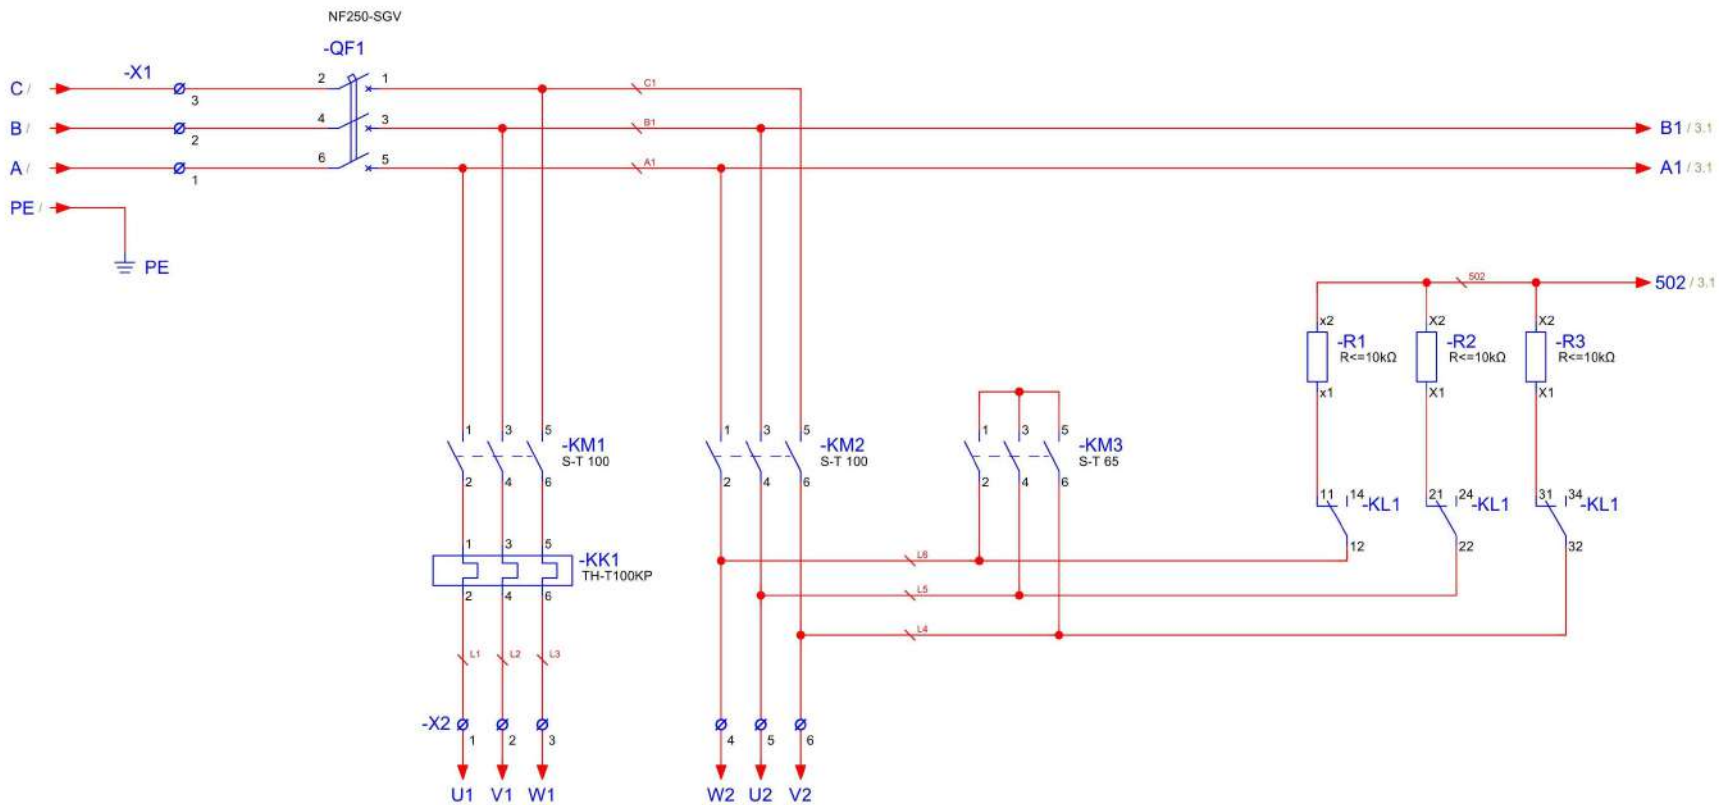 NF250-SGV
-QF1
-X1
C / 3 2 1 C1
B / 2 4 3 B1 B1 / 3.1
A / 1 6 5 A1 A1 / 3.1
PE /
PE
502 502 / 3.1
x2 X2 X2
-R1 -R2 -R3
R<=10kΩ R<=10kΩ R<=10kΩ
x1 X1 X1
1 3 5 1 3 5 1 3 5
-KM1 -KM2 -KM3
S-T 100 S-T 100 S-T 65
2 4 6 2 4 6 2 4 6
11 14 -KL1 21 24 -KL1 31 34 -KL1
12 22 32
1 3 5
-KK1
TH-T100KP
2 4 6
L6
L5
L4
L1 L2 L3
-X2
1 2 3 4 5 6
U1 V1 W1 W2 U2 V2